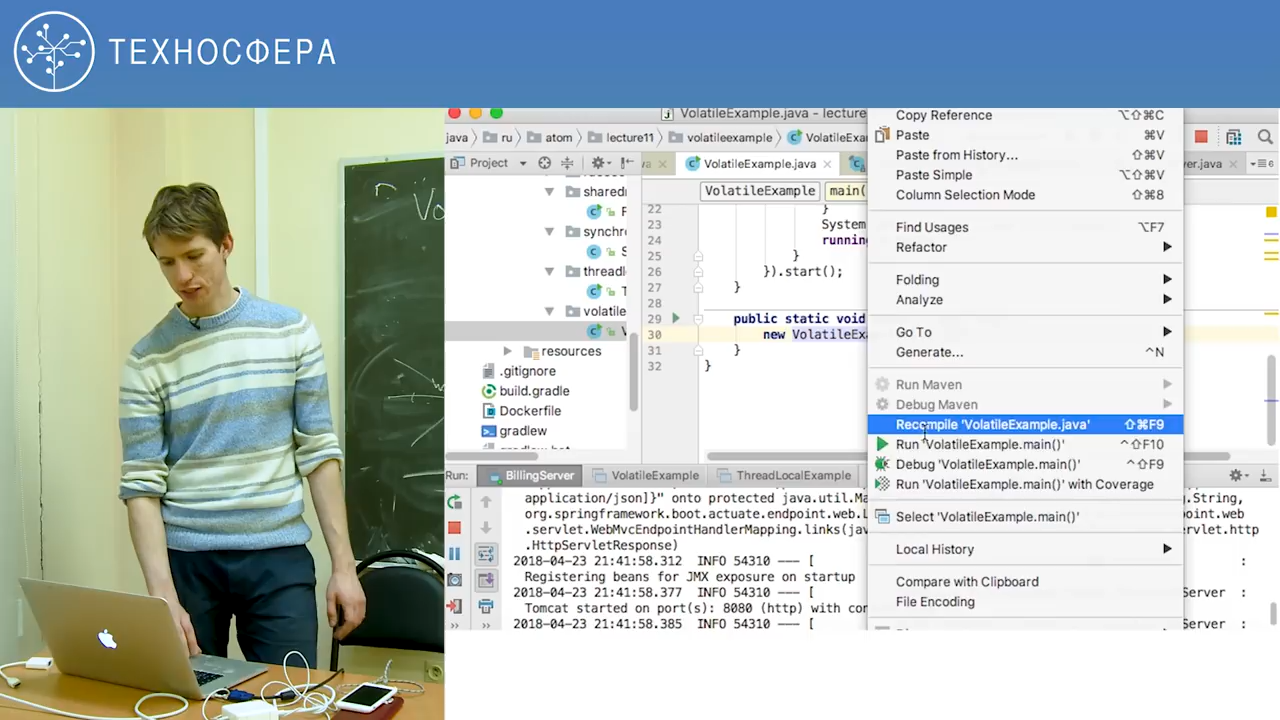 ТЕХНОСФЕРА
VolatileExample.java – lecture
java
ru
atom
lecture11
volatileexample
Project
VolatileExample.java
VolatileExample
sharedr
synchro
threadl
volatile
resources
.gitignore
build.gradle
Dockerfile
gradlew
22 }
23 System
24 running
25 }
26 }).start();
27 }
28
29 public static void
30 new VolatileExa
31 }
32 }
Copy Reference ⌥⇧⌘C
Paste ⌘V
Paste from History... ⇧⌘V
Paste Simple ⌥⇧⌘V
Column Selection Mode ⇧⌘8
Find Usages ⌥F7
Refactor
Folding
Analyze
Go To
Generate... ^N
Run Maven
Debug Maven
Recompile 'VolatileExample.java' ⇧⌘F9
Run 'VolatileExample.main()' ^⇧F10
Debug 'VolatileExample.main()' ^⇧F9
Run 'VolatileExample.main()' with Coverage
Select 'VolatileExample.main()'
Local History
Compare with Clipboard
File Encoding
Run:
BillingServer
VolatileExample
ThreadLocalExample
application/json]}" onto protected java.util.Ma
org.springframework.boot.actuate.endpoint.web.
.servlet.WebMvcEndpointHandlerMapping.links(jav
.HttpServletResponse)
2018-04-23 21:41:58.312 INFO 54310 --- [
Registering beans for JMX exposure on startup
2018-04-23 21:41:58.377 INFO 54310 --- [
Tomcat started on port(s): 8080 (http) with con
2018-04-23 21:41:58.385 INFO 54310 --- [